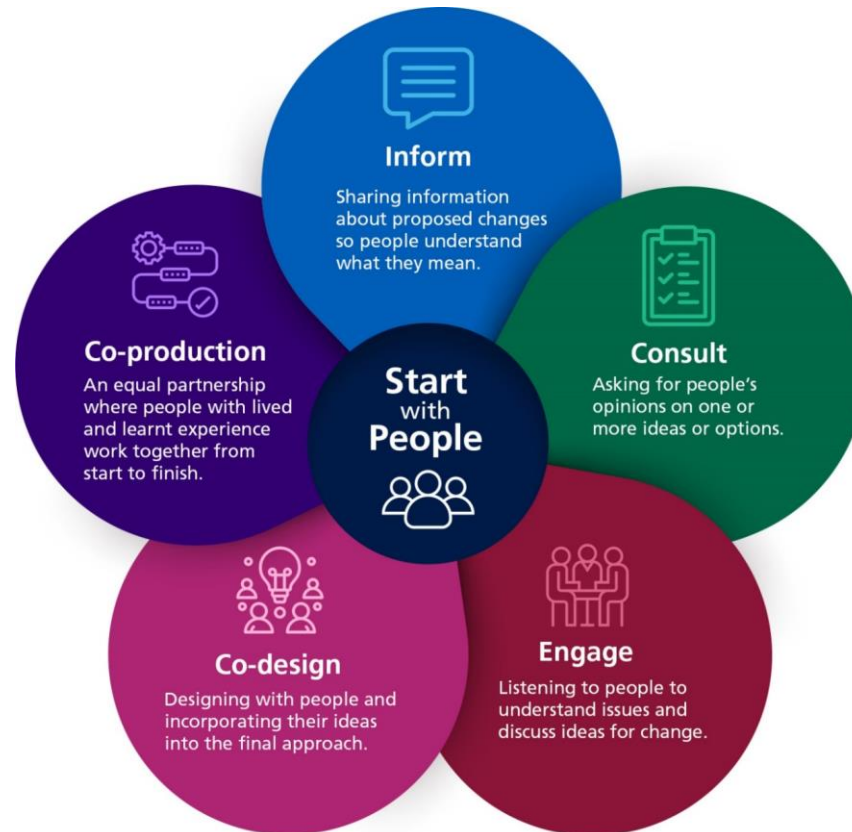 Inform
Sharing information
about proposed changes
so people understand
what they mean.
Consult
Asking for people's
opinions on one or
more ideas or options.
Engage
Listening to people to
understand issues and
discuss ideas for change.
Co-design
Designing with people and
incorporating their ideas
into the final approach.
Co-production
An equal partnership
where people with lived
and learnt experience
work together from
start to finish.
Start
with
People